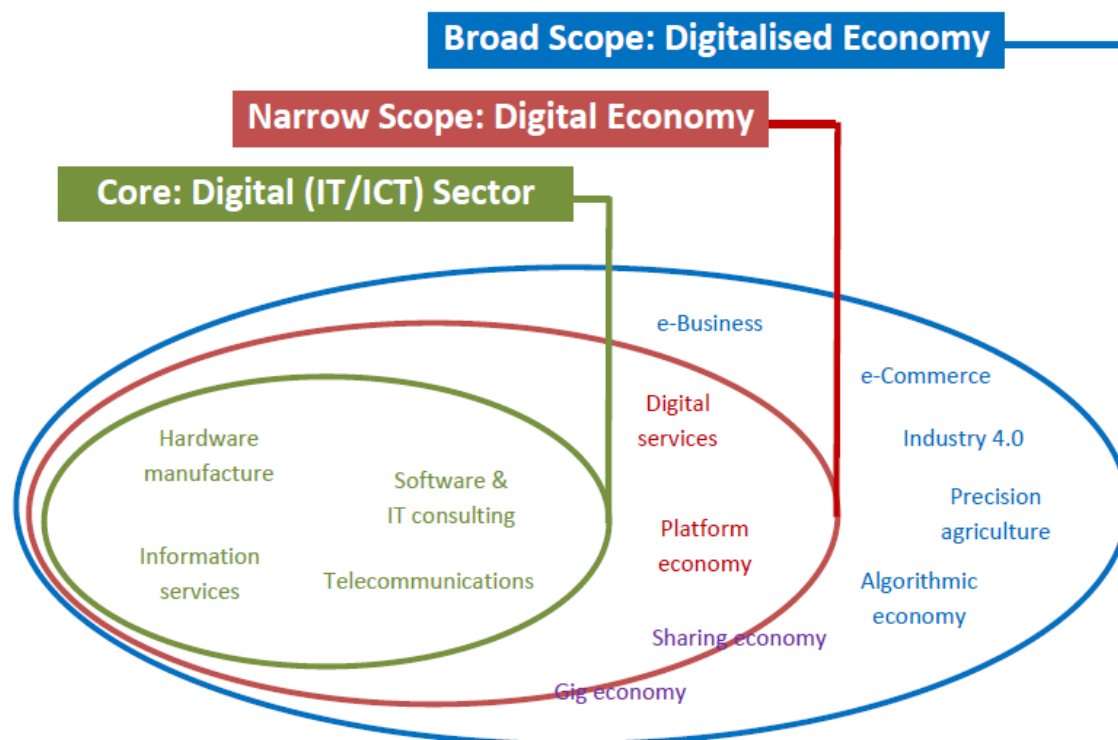 Broad Scope: Digitalised Economy
Narrow Scope: Digital Economy
Core: Digital (IT/ICT) Sector
e-Business
e-Commerce
Digital
services
Industry 4.0
Hardware
manufacture
Software &
IT consulting
Precision
agriculture
Platform
economy
Information
services
Telecommunications
Algorithmic
economy
Sharing economy
Gig economy